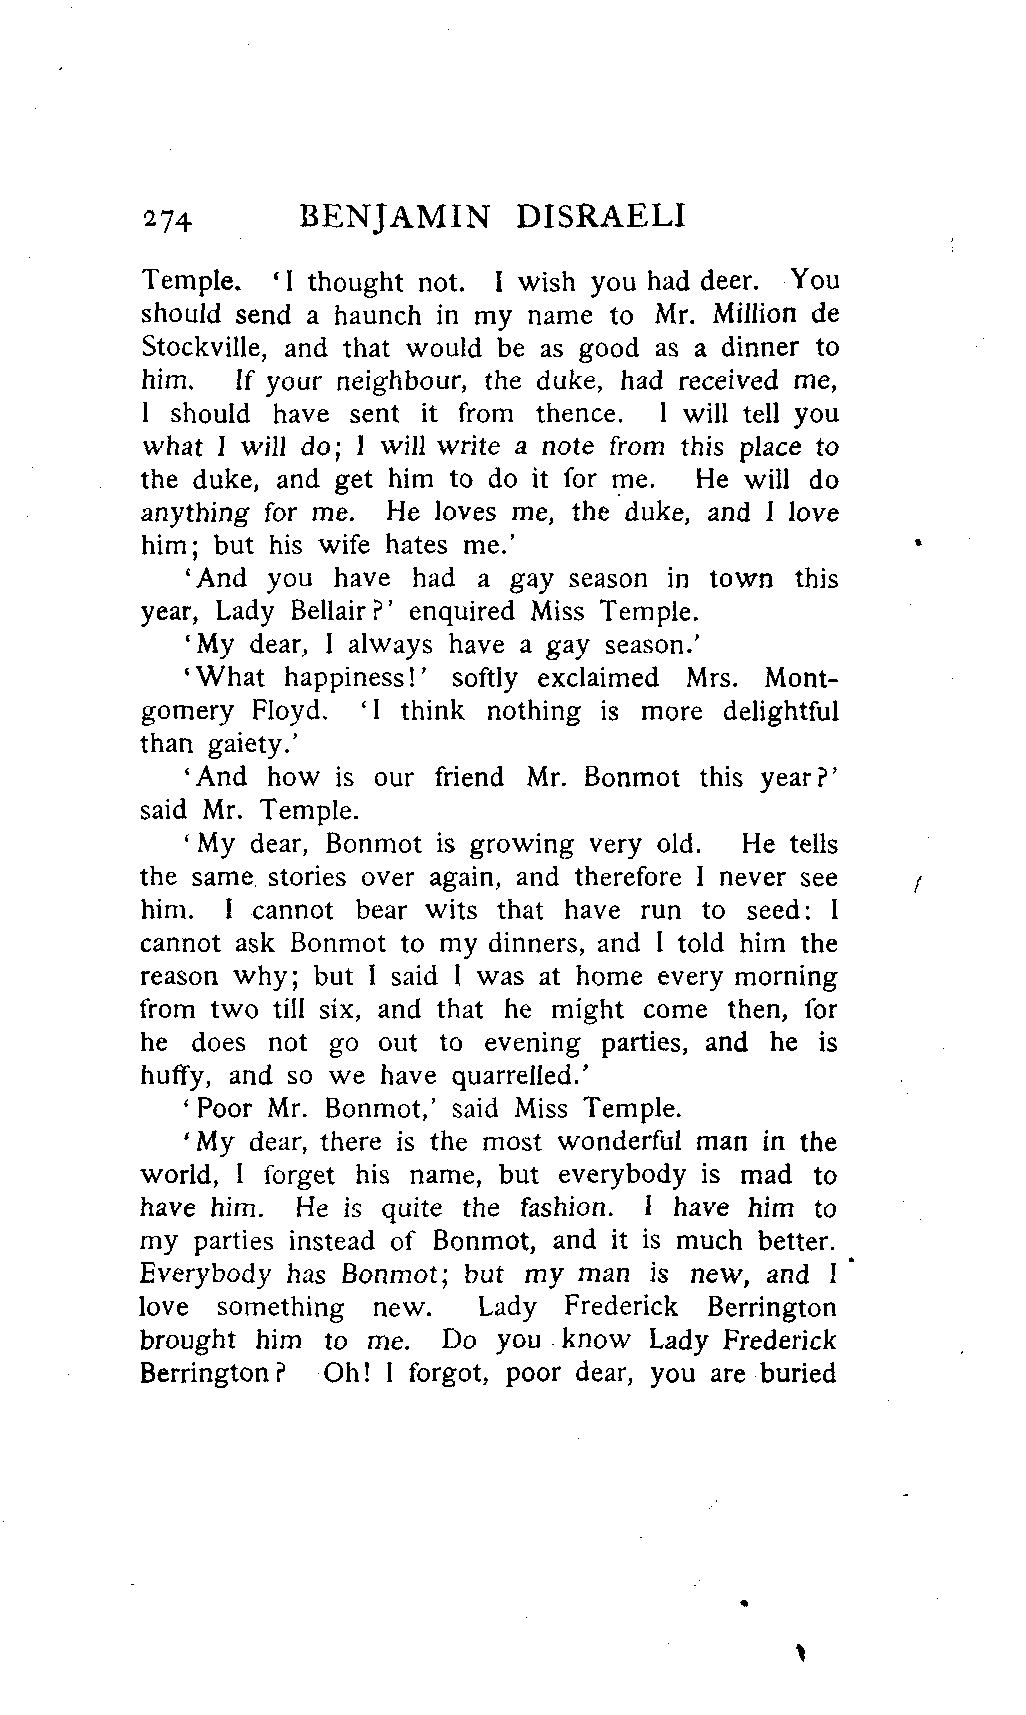 274 BENJAMIN DISRAELI
Temple. ‘I thought not. I wish you had deer. You
should send a haunch in my name to Mr. Million de
Stockville, and that would be as good as a dinner to
him. If your neighbour, the duke, had received me,
I should have sent it from thence. I will tell you
what I will do; I will write a note from this place to
the duke, and get him to do it for me. He will do
anything for me. He loves me, the duke, and I love
him; but his wife hates me.’
‘And you have had a gay season in town this
year, Lady Bellair?’ enquired Miss Temple.
‘My dear, I always have a gay season.’
‘What happiness!’ softly exclaimed Mrs. Mont-
gomery Floyd. ‘I think nothing is more delightful
than gaiety.’
‘And how is our friend Mr. Bonmot this year?’
said Mr. Temple.
‘My dear, Bonmot is growing very old. He tells
the same stories over again, and therefore I never see
him. I cannot bear wits that have run to seed: I
cannot ask Bonmot to my dinners, and I told him the
reason why; but I said I was at home every morning
from two till six, and that he might come then, for
he does not go out to evening parties, and he is
huffy, and so we have quarrelled.’
‘Poor Mr. Bonmot,’ said Miss Temple.
‘My dear, there is the most wonderful man in the
world, I forget his name, but everybody is mad to
have him. He is quite the fashion. I have him to
my parties instead of Bonmot, and it is much better.
Everybody has Bonmot; but my man is new, and I
love something new. Lady Frederick Berrington
brought him to me. Do you know Lady Frederick
Berrington? Oh! I forgot, poor dear, you are buried